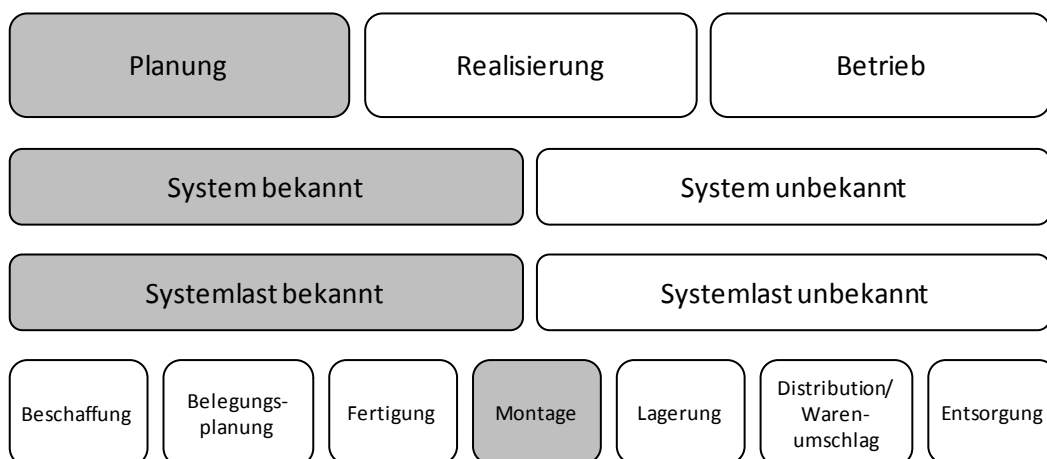 Planung
Realisierung
Betrieb
System bekannt
System unbekannt
Systemlast bekannt
Systemlast unbekannt
Beschaffung
Belegungs-
planung
Fertigung
Montage
Lagerung
Distribution/
Waren-
umschlag
Entsorgung